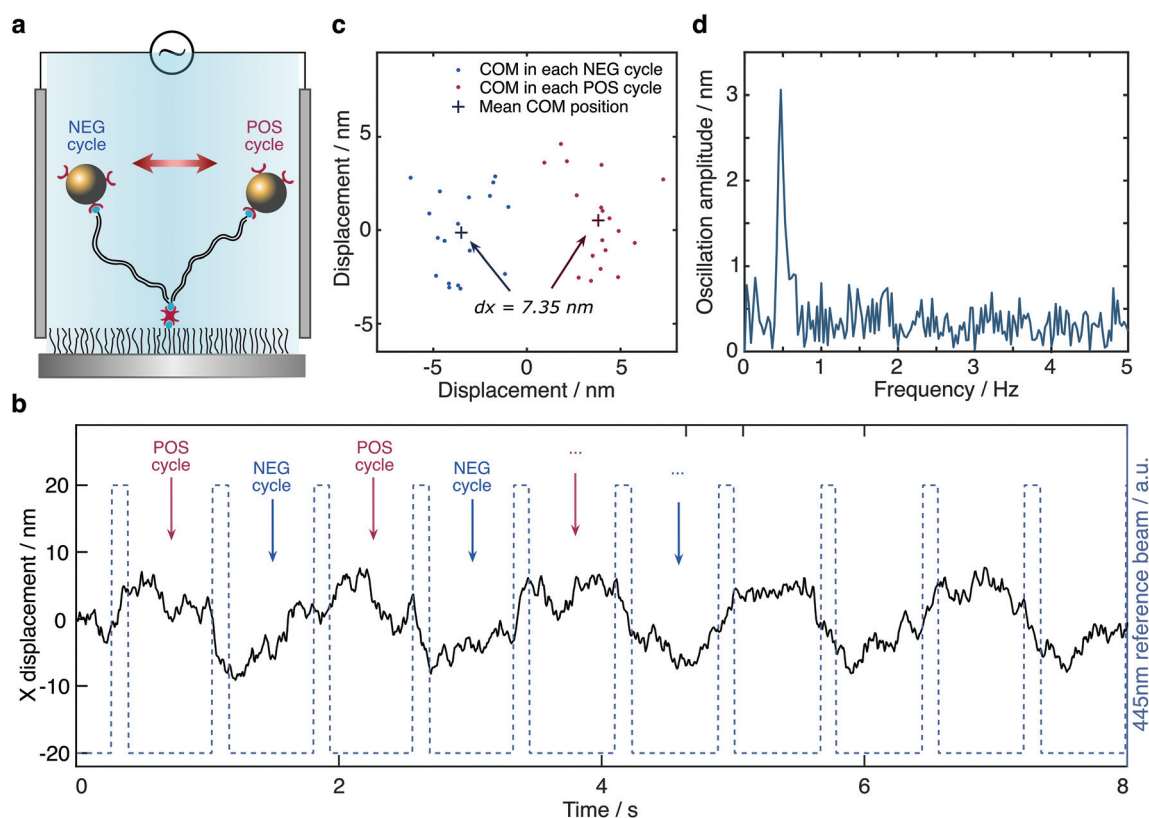 a
~
NEG
cycle
POS
cycle
c
COM in each NEG cycle
COM in each POS cycle
Mean COM position
Displacement / nm
5
0
-5
dx = 7.35 nm
-5
0
5
Displacement / nm
d
Oscillation amplitude / nm
3
2
1
0
0
1
2
3
4
5
Frequency / Hz
b
X displacement / nm
20
10
0
-10
-20
POS
cycle
NEG
cycle
POS
cycle
NEG
cycle
...
...
445nm reference beam / a.u.
0
2
4
6
8
Time / s